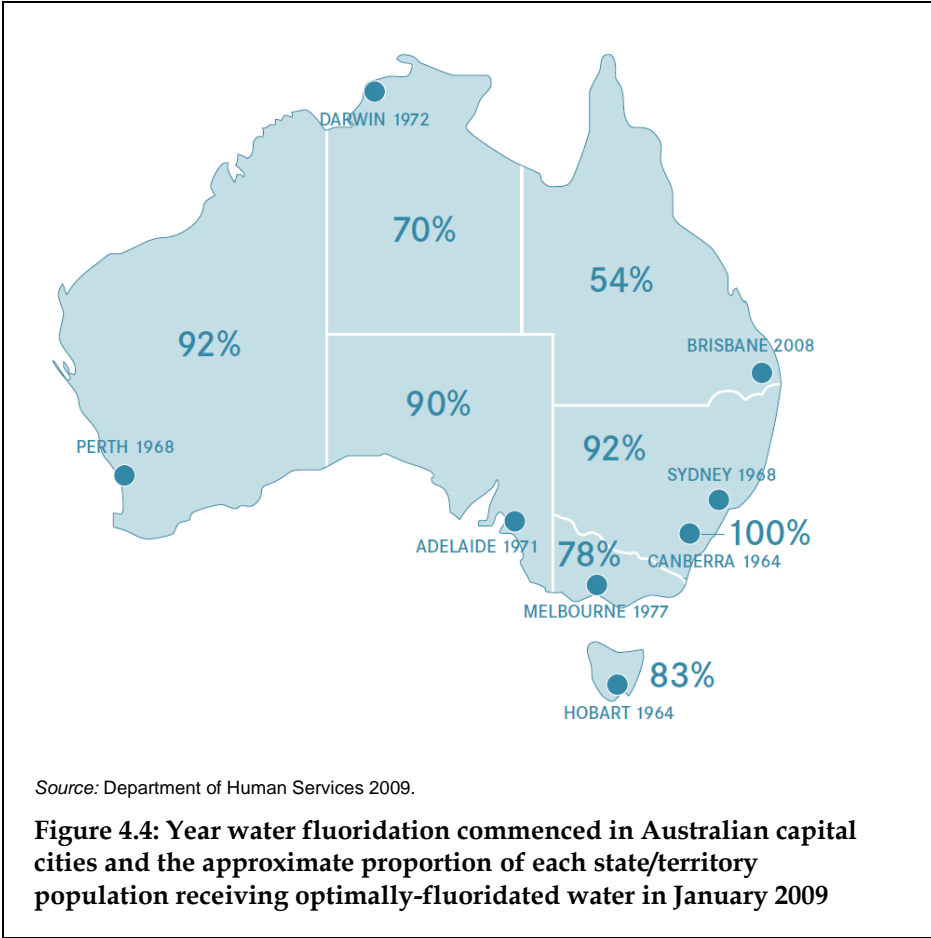 DARWIN 1972
70%
54%
92%
BRISBANE 2008
90%
92%
PERTH 1968
SYDNEY 1968
ADELAIDE 1971
78%
100%
CANBERRA 1964
MELBOURNE 1977
83%
HOBART 1964
Source: Department of Human Services 2009.
Figure 4.4: Year water fluoridation commenced in Australian capital
cities and the approximate proportion of each state/territory
population receiving optimally-fluoridated water in January 2009